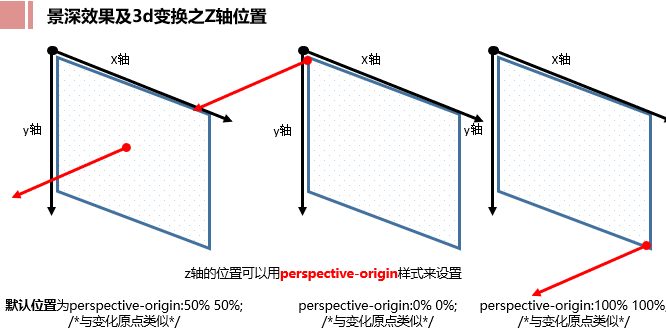 景深效果及3d变换之Z轴位置
x轴
x轴
x轴
y轴
y轴
y轴
z轴的位置可以用perspective-origin样式来设置
默认位置为perspective-origin:50% 50%;
/*与变化原点类似*/
perspective-origin:0% 0%;
/*与变化原点类似*/
perspective-origin:100% 100%;
/*与变化原点类似*/